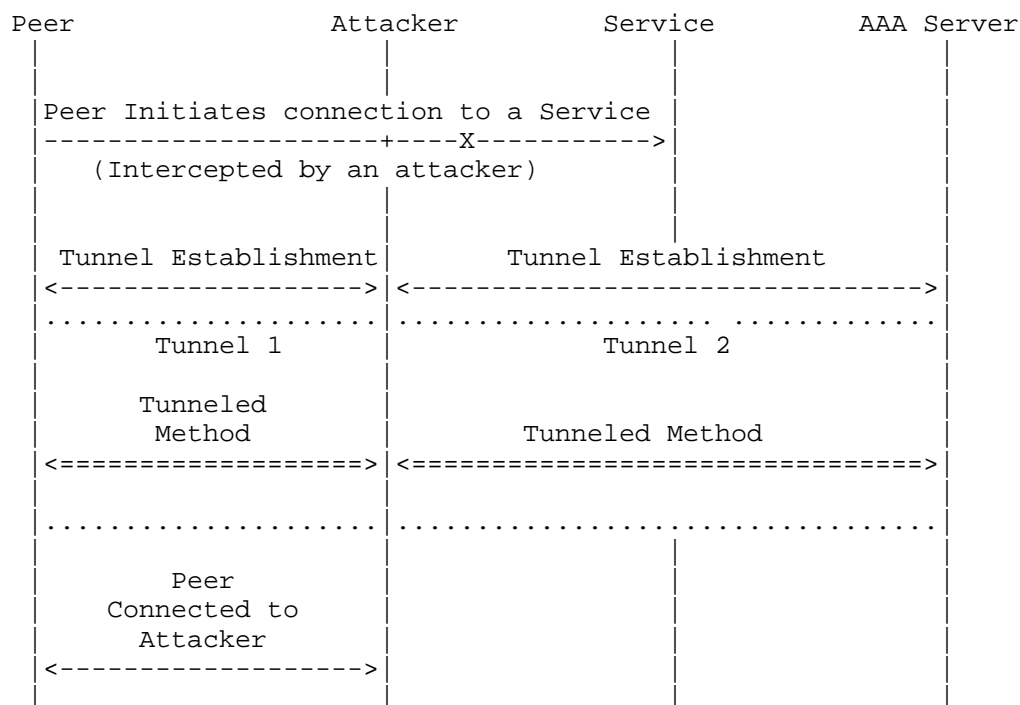 Peer Attacker Service AAA Server
Peer Initiates connection to a Service
---------------------+----X----------->
(Intercepted by an attacker)
Tunnel Establishment Tunnel Establishment
<-------------------> <-------------------------------->
..................... .................... .............
Tunnel 1 Tunnel 2
Tunneled
Method Tunneled Method
<===================> <================================>
..................... ..................................
Peer
Connected to
Attacker
<------------------->